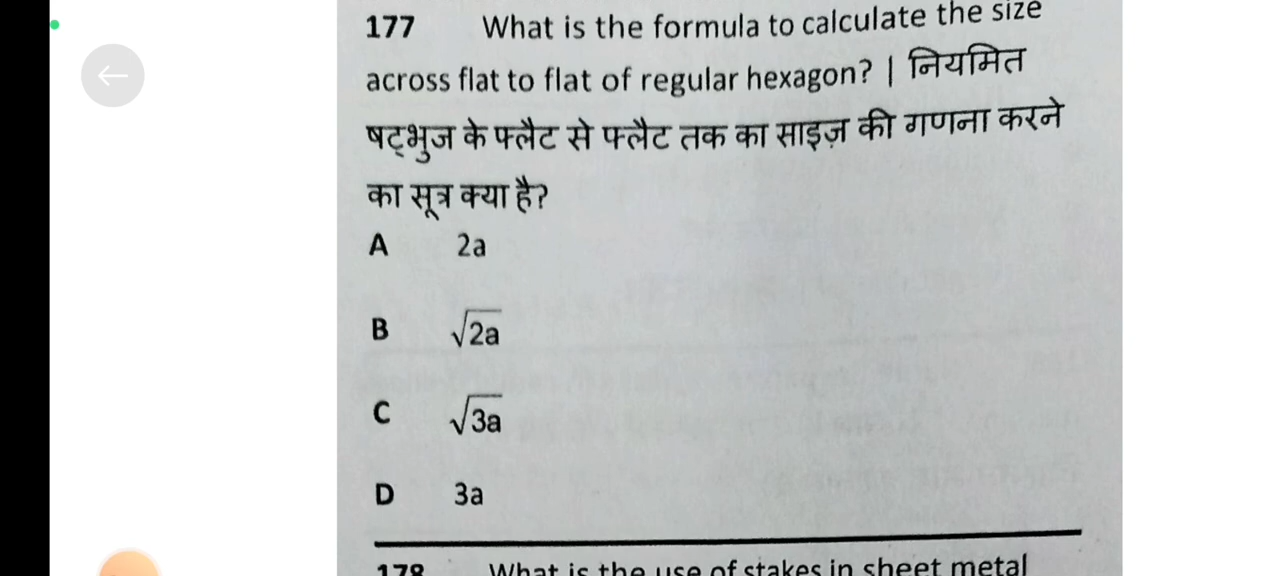 177 What is the formula to calculate the size
across flat to flat of regular hexagon? | नियमित
षट्भुज के फ्लैट से फ्लैट तक का साइज़ की गणना करने
का सूत्र क्या है?
A 2a
B √2a
C √3a
D 3a
178 What is the use of stakes in sheet metal